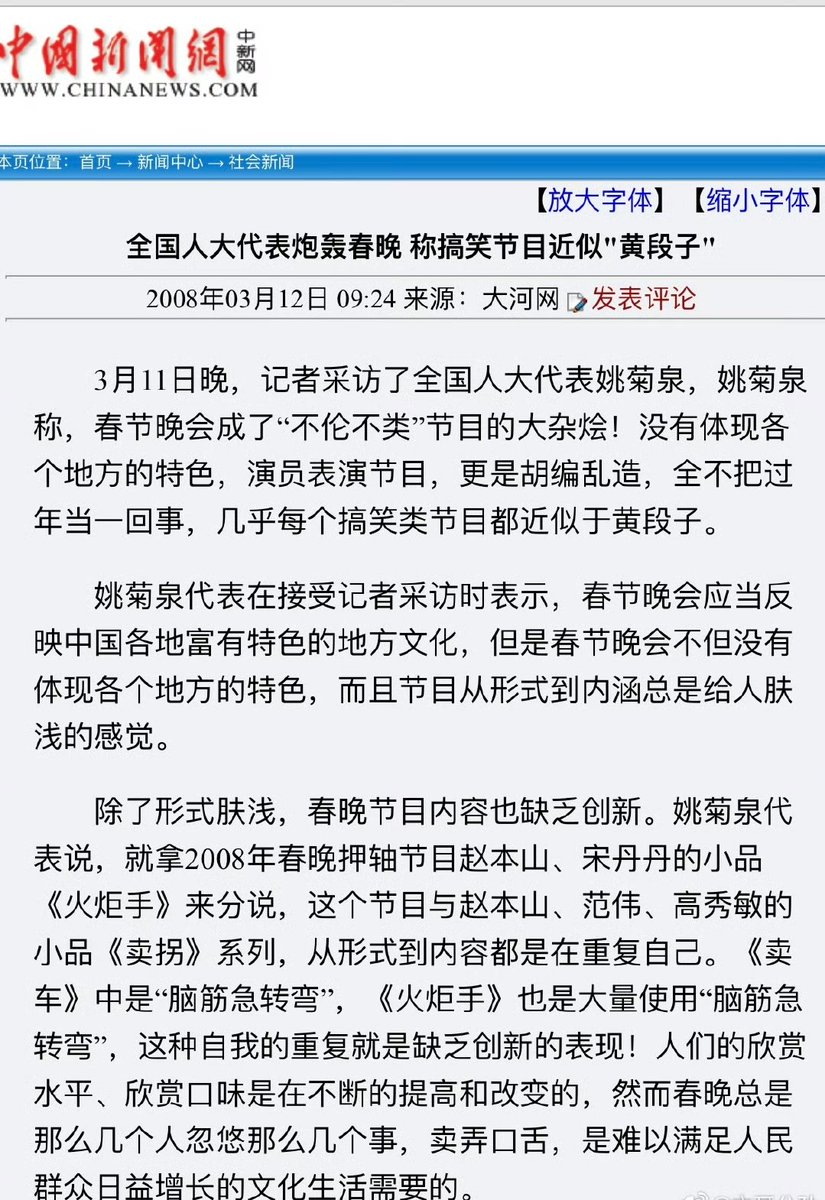 中国新闻網 中新网
WWW.CHINANEWS.COM
本页位置：首页→新闻中心→社会新闻
【放大字体】 【缩小字体】
全国人大代表炮轰春晚 称搞笑节目近似"黄段子"
2008年03月12日 09:24 来源：大河网 发表评论
3月11日晚，记者采访了全国人大代表姚菊泉，姚菊泉
称，春节晚会成了“不伦不类”节目的大杂烩！没有体现各
个地方的特色，演员表演节目，更是胡编乱造，全不把过
年当一回事，几乎每个搞笑类节目都近似于黄段子。
姚菊泉代表在接受记者采访时表示，春节晚会应当反
映中国各地富有特色的地方文化，但是春节晚会不但没有
体现各个地方的特色，而且节目从形式到内涵总是给人肤
浅的感觉。
除了形式肤浅，春晚节目内容也缺乏创新。姚菊泉代
表说，就拿2008年春晚押轴节目赵本山、宋丹丹的小品
《火炬手》来分说，这个节目与赵本山、范伟、高秀敏的
小品《卖拐》系列，从形式到内容都是在重复自己。《卖
车》中是“脑筋急转弯”，《火炬手》也是大量使用“脑筋急
转弯”，这种自我的重复就是缺乏创新的表现！人们的欣赏
水平、欣赏口味是在不断的提高和改变的，然而春晚总是
那么几个人忽悠那么几个事，卖弄口舌，是难以满足人民
群众日益增长的文化生活需要的。